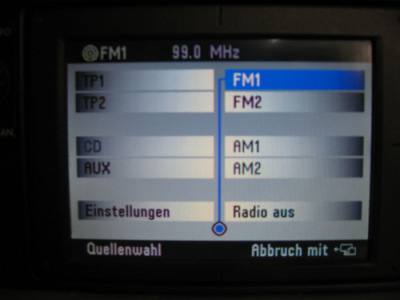 FM1 99.0 MHz
TP1 FM1
TP2 FM2
CD AM1
AUX AM2
Einstellungen Radio aus
Quellenwahl Abbruch mit